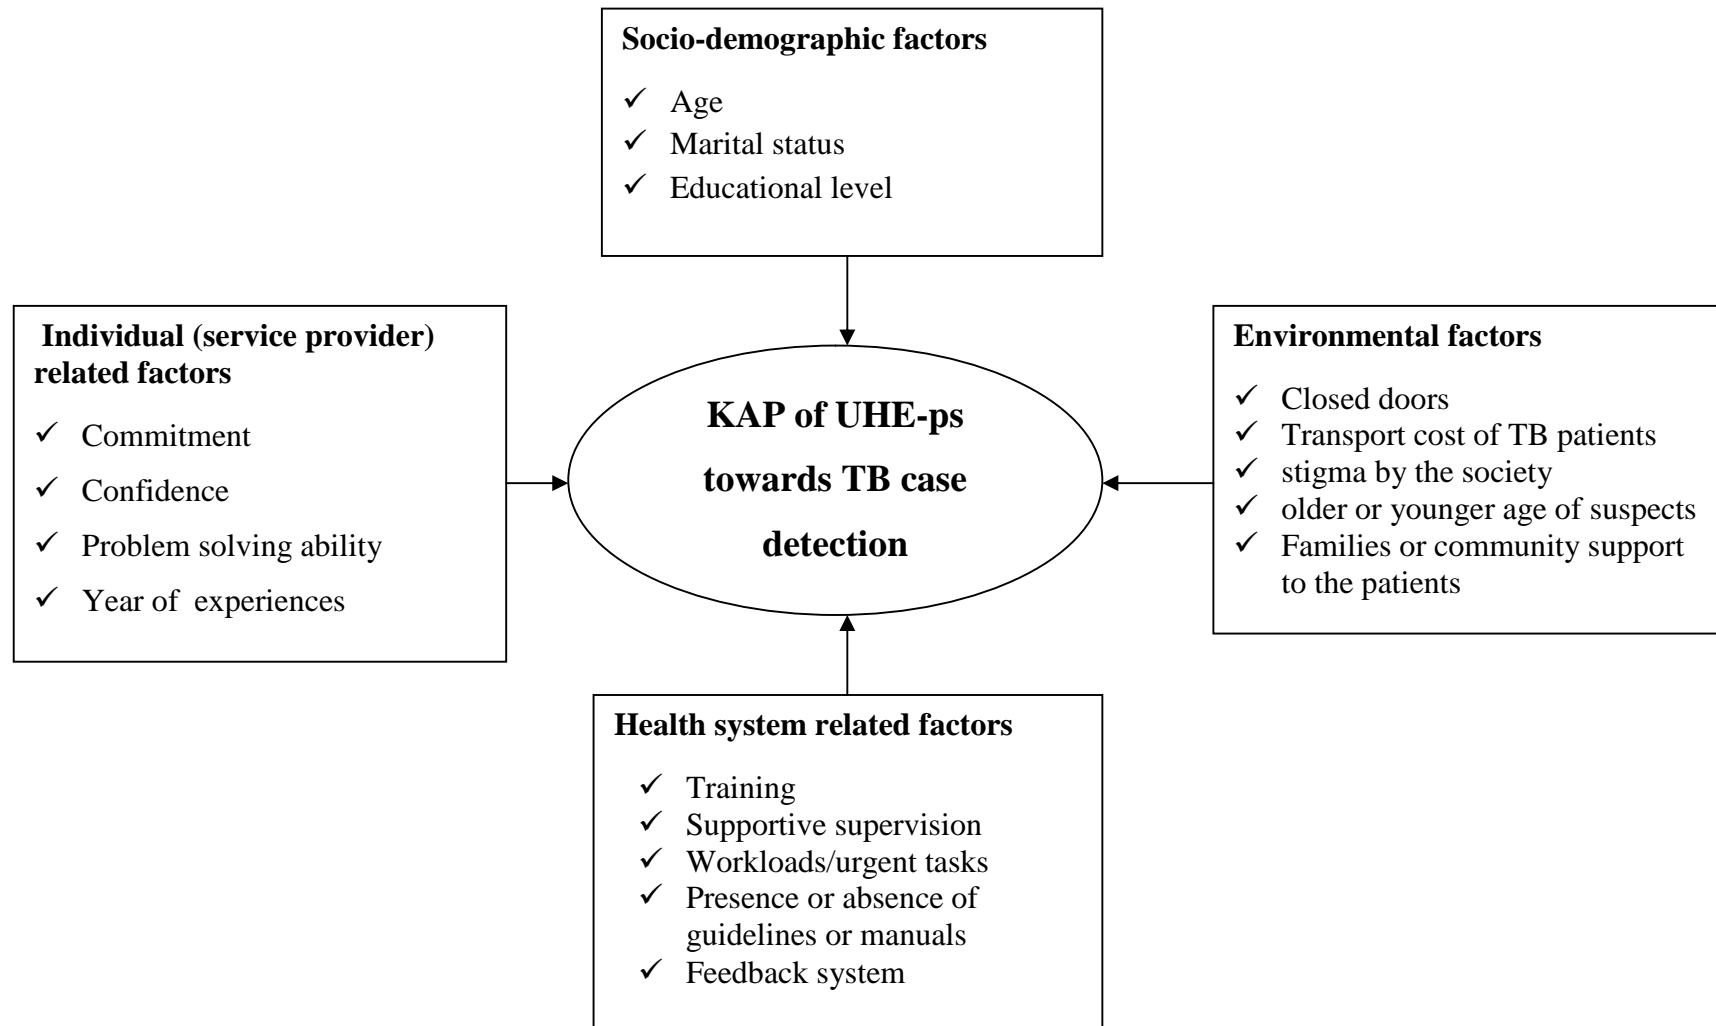 Socio-demographic factors
✓ Age
✓ Marital status
✓ Educational level
Individual (service provider)
related factors
✓ Commitment
✓ Confidence
✓ Problem solving ability
✓ Year of  experiences
KAP of UHE-ps
towards TB case
detection
Environmental factors
✓ Closed doors
✓ Transport cost of TB patients
✓ stigma by the society
✓ older or younger age of suspects
✓ Families or community support
to the patients
Health system related factors
✓ Training
✓ Supportive supervision
✓ Workloads/urgent tasks
✓ Presence or absence of
guidelines or manuals
✓ Feedback system